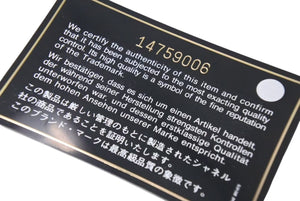 14759006
We certify the authenticity of this item and confirm
that it has been subjected to the most exacting quality
control. Its high quality is a symbol of the fine reputation
of the Trademark.
Wir bestätigen, dass es sich um einen Artikel handelt,
der während seiner Herstellung strengsten Kontrollen
unterworfen war, und dessen erstklassige Qualität
dem hohen Ansehen unserer Marke entspricht.
この製品は厳しい管理のもとに製造されたシャネル
社の商品であることを証明いたします。
このブランド・マークは最高級品質の象徴です。